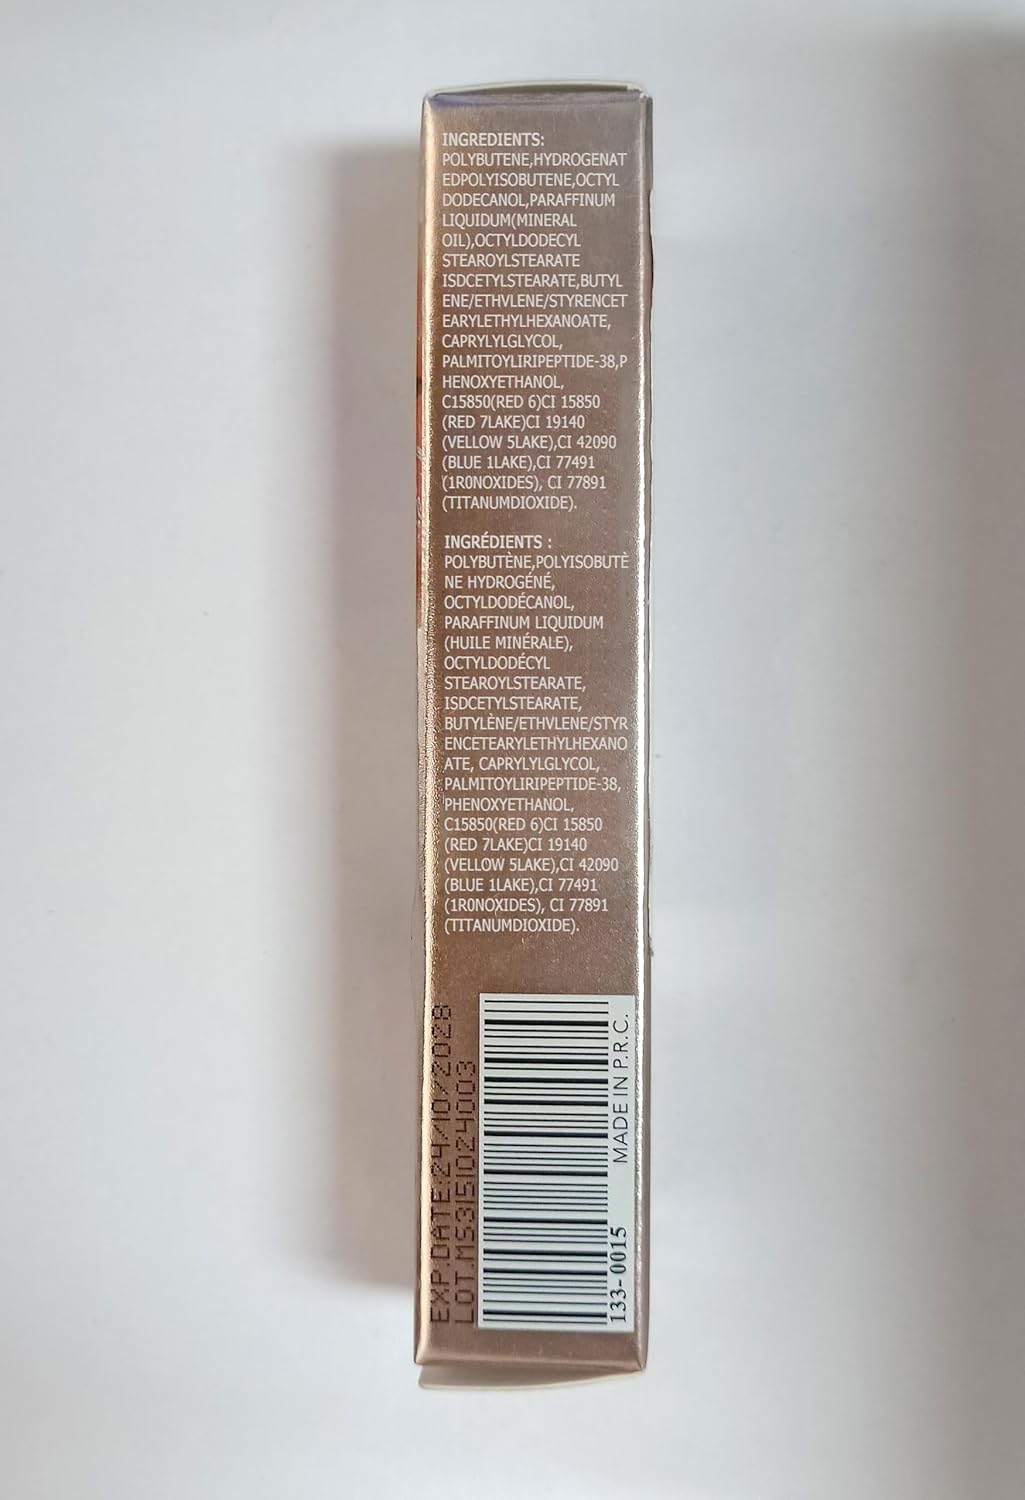 INGREDIENTS:
POLYBUTENE,HYDROGENAT
EDPOLYISOBUTENE,OCTYL
DODECANOL,PARAFFINUM
LIQUIDUM(MINERAL
OIL),OCTYLDODECYL
STEAROYLSTEARATE
ISDCETYLSTEARATE,BUTYL
ENE/ETHVLENE/STYRENCET
EARYLETHYLHEXANOATE,
CAPRYLYLGLYCOL,
PALMITOYLIRIPEPTIDE-38,P
HENOXYETHANOL,
C15850(RED 6)CI 15850
(RED 7LAKE)CI 19140
(VELLOW 5LAKE),CI 42090
(BLUE 1LAKE),CI 77491
(1R0NOXIDES), CI 77891
(TITANUMDIOXIDE).
INGRÉDIENTS :
POLYBUTÈNE,POLYISOBUTÈ
NE HYDROGÉNÉ,
OCTYLDODÉCANOL,
PARAFFINUM LIQUIDUM
(HUILE MINÉRALE),
OCTYLDODÉCYL
STEAROYLSTEARATE,
ISDCETYLSTEARATE,
BUTYLÈNE/ETHVLENE/STYR
ENCETEARYLETHYLHEXANO
ATE, CAPRYLYLGLYCOL,
PALMITOYLIRIPEPTIDE-38,
PHENOXYETHANOL,
C15850(RED 6)CI 15850
(RED 7LAKE)CI 19140
(VELLOW 5LAKE),CI 42090
(BLUE 1LAKE),CI 77491
(1R0NOXIDES), CI 77891
(TITANUMDIOXIDE).
EXP.DATE:24/10/2028
LOT.MS3151024003
133-0015
MADE IN P.R.C.